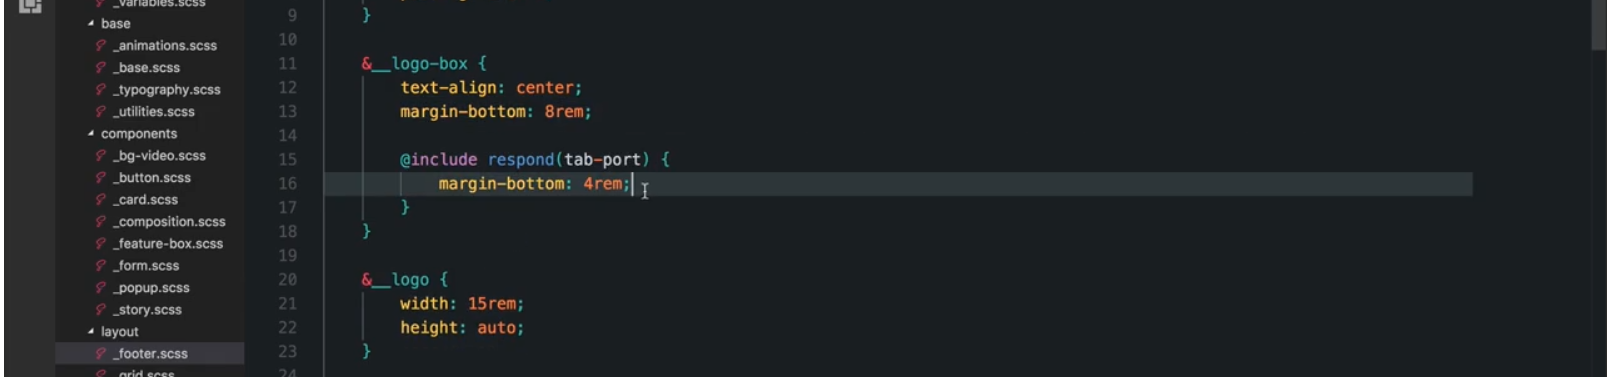 _variables.scss
base
_animations.scss
_base.scss
_typography.scss
_utilities.scss
components
_bg-video.scss
_button.scss
_card.scss
_composition.scss
_feature-box.scss
_form.scss
_popup.scss
_story.scss
layout
_footer.scss
_grid.scss
9 }
10
11 &__logo-box {
12 text-align: center;
13 margin-bottom: 8rem;
14
15 @include respond(tab-port) {
16 margin-bottom: 4rem;
17 }
18 }
19
20 &__logo {
21 width: 15rem;
22 height: auto;
23 }
24